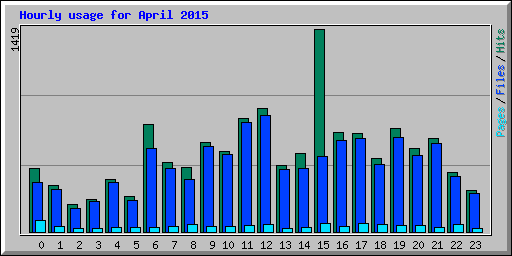 Hourly usage for April 2015
1419
Pages / Files / Hits
0 1 2 3 4 5 6 7 8 9 10 11 12 13 14 15 16 17 18 19 20 21 22 23